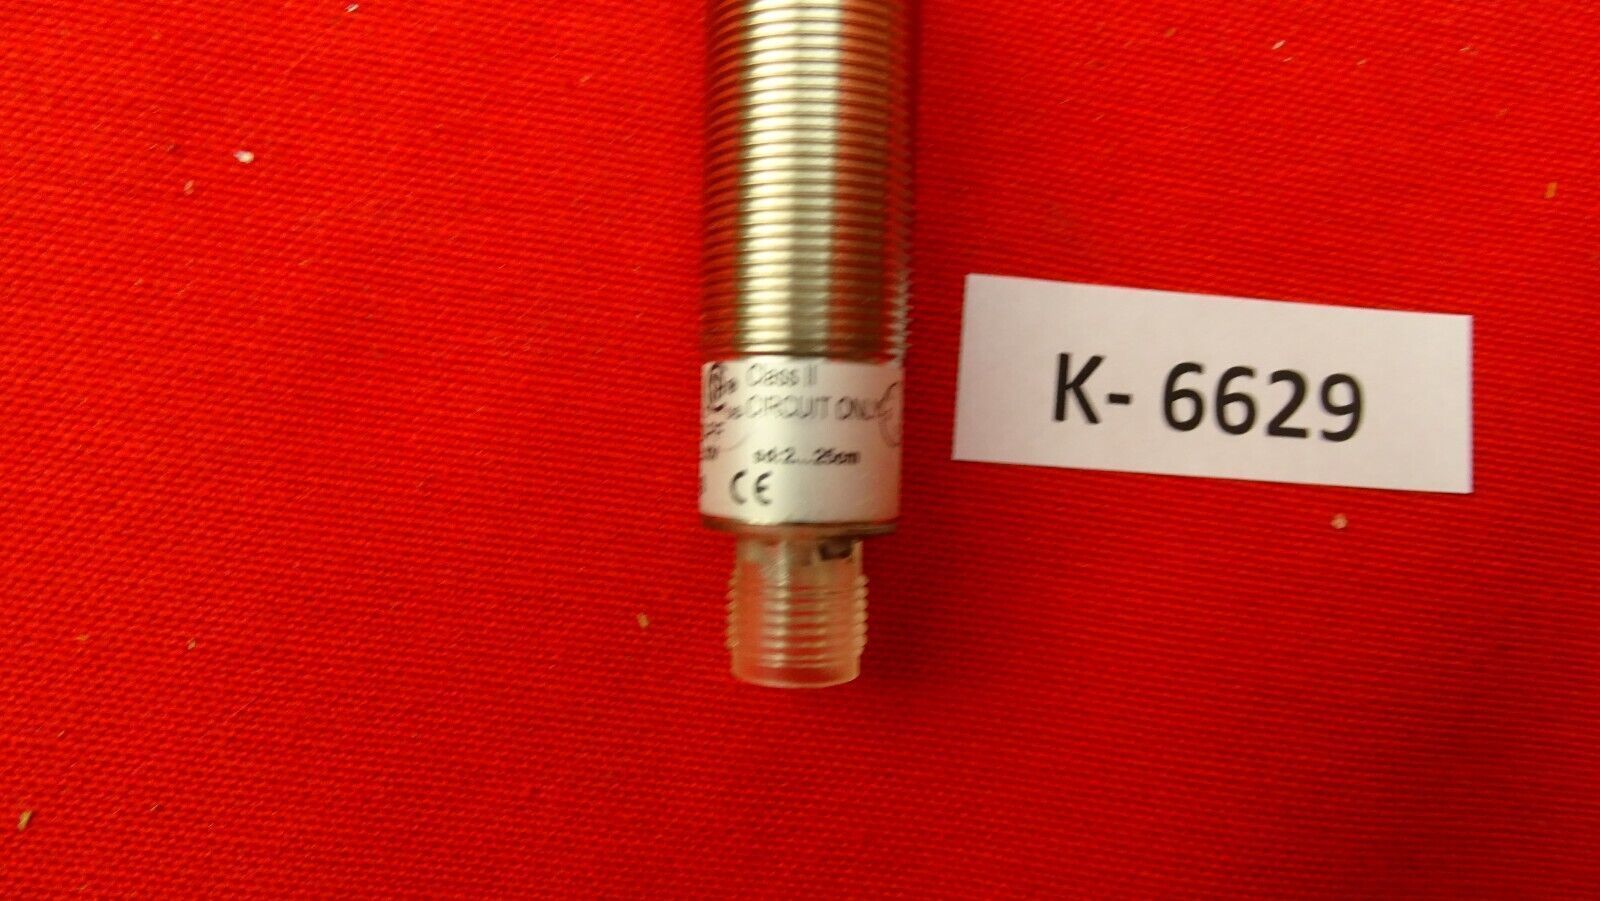 Class II
CIRCUIT ONLY
sd:2...25cm
CE
K- 6629